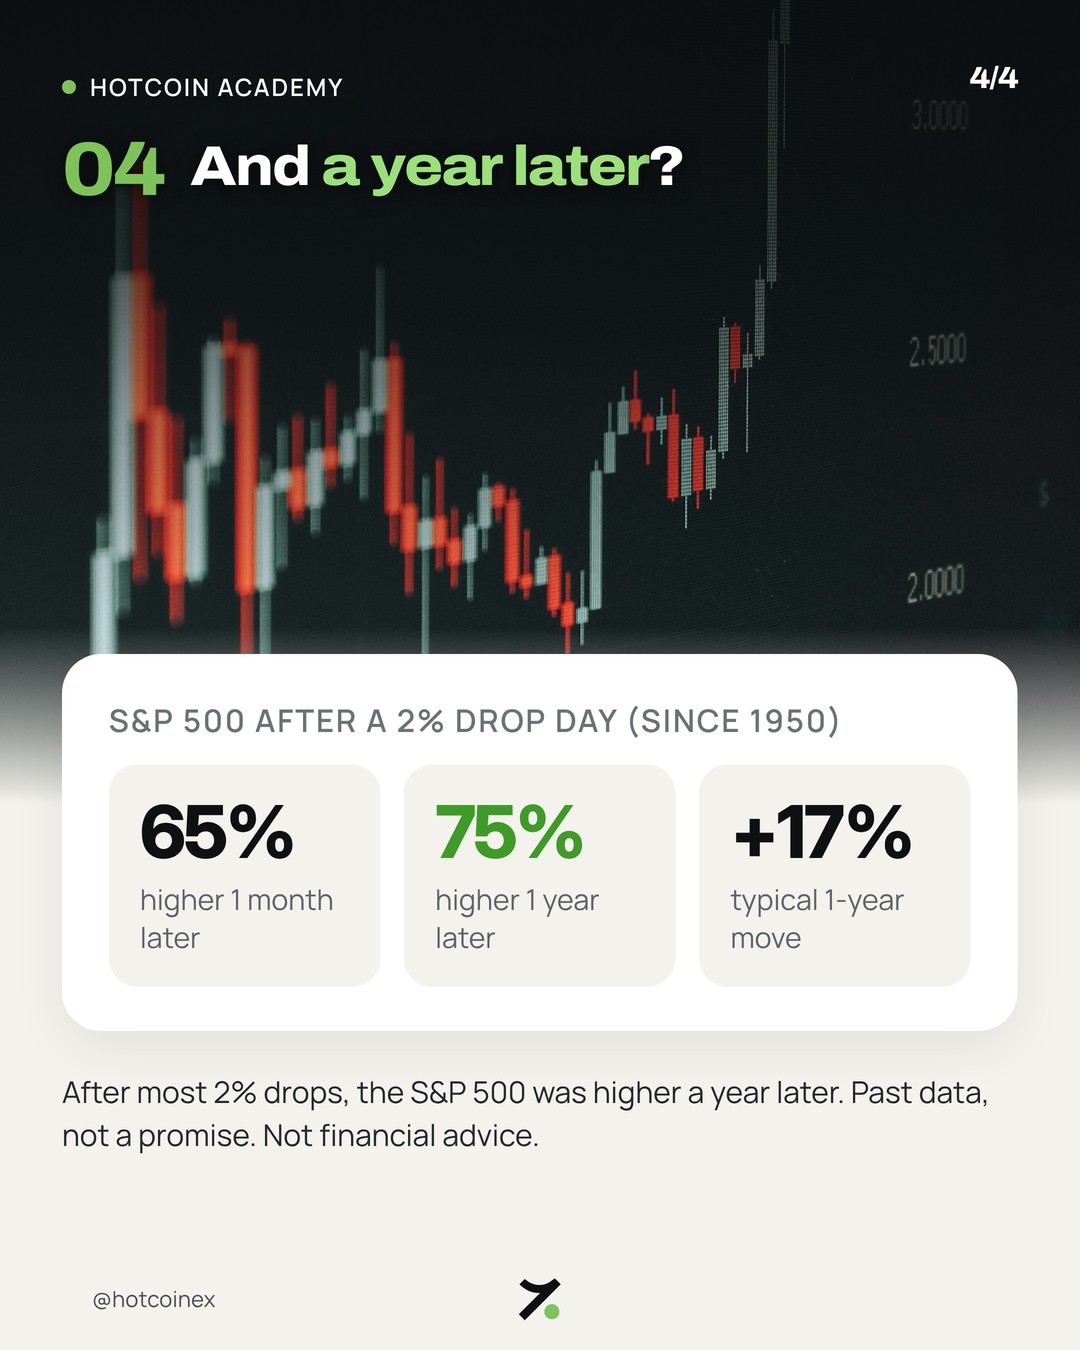 HOTCOIN ACADEMY
4/4
04 And a year later?
3.0000
2.5000
$
2.0000
S&P 500 AFTER A 2% DROP DAY (SINCE 1950)
65%
higher 1 month
later
75%
higher 1 year
later
+17%
typical 1-year
move
After most 2% drops, the S&P 500 was higher a year later. Past data,
not a promise. Not financial advice.
@hotcoinex